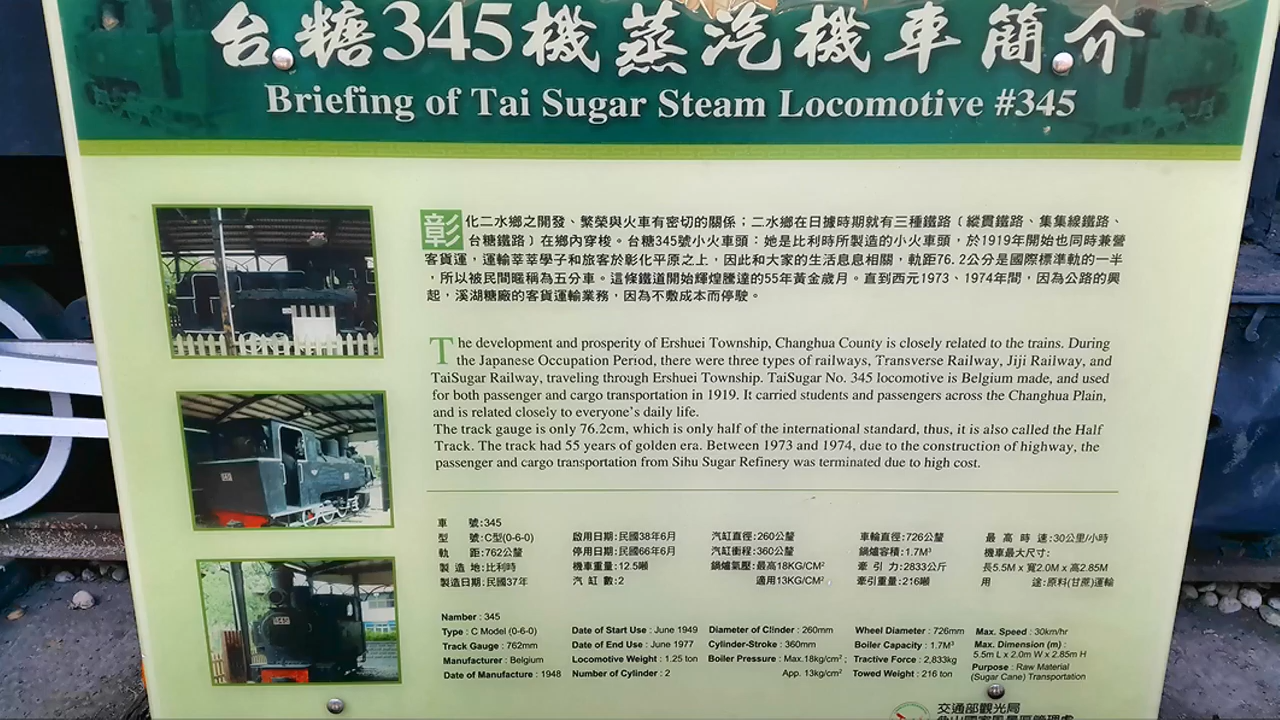 台糖345機蒸汽機車簡介
Briefing of Tai Sugar Steam Locomotive #345
彰化二水鄉之開發、繁榮與火車有密切的關係；二水鄉在日據時期就有三種鐵路〔縱貫鐵路、集集線鐵路、
台糖鐵路〕在鄉內穿梭。台糖345號小火車頭：她是比利時所製造的小火車頭，於1919年開始也同時兼營
客貨運，運輸莘莘學子和旅客於彰化平原之上，因此和大家的生活息息相關，軌距76.2公分是國際標準軌的一半
，所以被民間暱稱為五分車。這條鐵道開始輝煌騰達的55年黃金歲月。直到西元1973、1974年間，因為公路的興
起，溪湖糖廠的客貨運輸業務，因為不敷成本而停駛。
The development and prosperity of Ershuei Township, Changhua County is closely related to the trains. During
the Japanese Occupation Period, there were three types of railways, Transverse Railway, Jiji Railway, and
TaiSugar Railway, traveling through Ershuei Township. TaiSugar No. 345 locomotive is Belgium made, and used
for both passenger and cargo transportation in 1919. It carried students and passengers across the Changhua Plain,
and is related closely to everyone's daily life.
The track gauge is only 76.2cm, which is only half of the international standard, thus, it is also called the Half
Track. The track had 55 years of golden era. Between 1973 and 1974, due to the construction of highway, the
passenger and cargo transportation from Sihu Sugar Refinery was terminated due to high cost.
車 號:345
型 號:C型(0-6-0) 啟用日期:民國38年6月 汽缸直徑:260公釐 車輪直徑:726公釐 最高時速:30公里/小時
軌 距:762公釐 停用日期:民國66年6月 汽缸衝程:360公釐 鍋爐容積:1.7M³ 機車最大尺寸:
製造地:比利時 機車重量:12.5噸 鍋爐氣壓:最高18KG/CM² 牽引力:2833公斤 長5.5M x 寬2.0M x 高2.85M
製造日期:民國37年 汽缸數:2 適用13KG/CM² 牽引重量:216噸 用 途:原料(甘蔗)運輸
Namber : 345
Type : C Model (0-6-0) Date of Start Use : June 1949 Diameter of Clinder : 260mm Wheel Diameter : 726mm Max. Speed : 30km/hr
Track Gauge : 762mm Date of End Use : June 1977 Cylinder-Stroke : 360mm Boiler Capacity : 1.7M³ Max. Dimension (m) :
5.5m L x 2.0m W x 2.85m H
Manufacturer : Belgium Locomotive Weight : 1.25 ton Boiler Pressure : Max.18kg/cm² ; Tractive Force : 2,833kg Purpose : Raw Material
Date of Manufacture : 1948 Number of Cylinder : 2 App. 13kg/cm² Towed Weight : 216 ton (Sugar Cane) Transportation
交通部觀光局